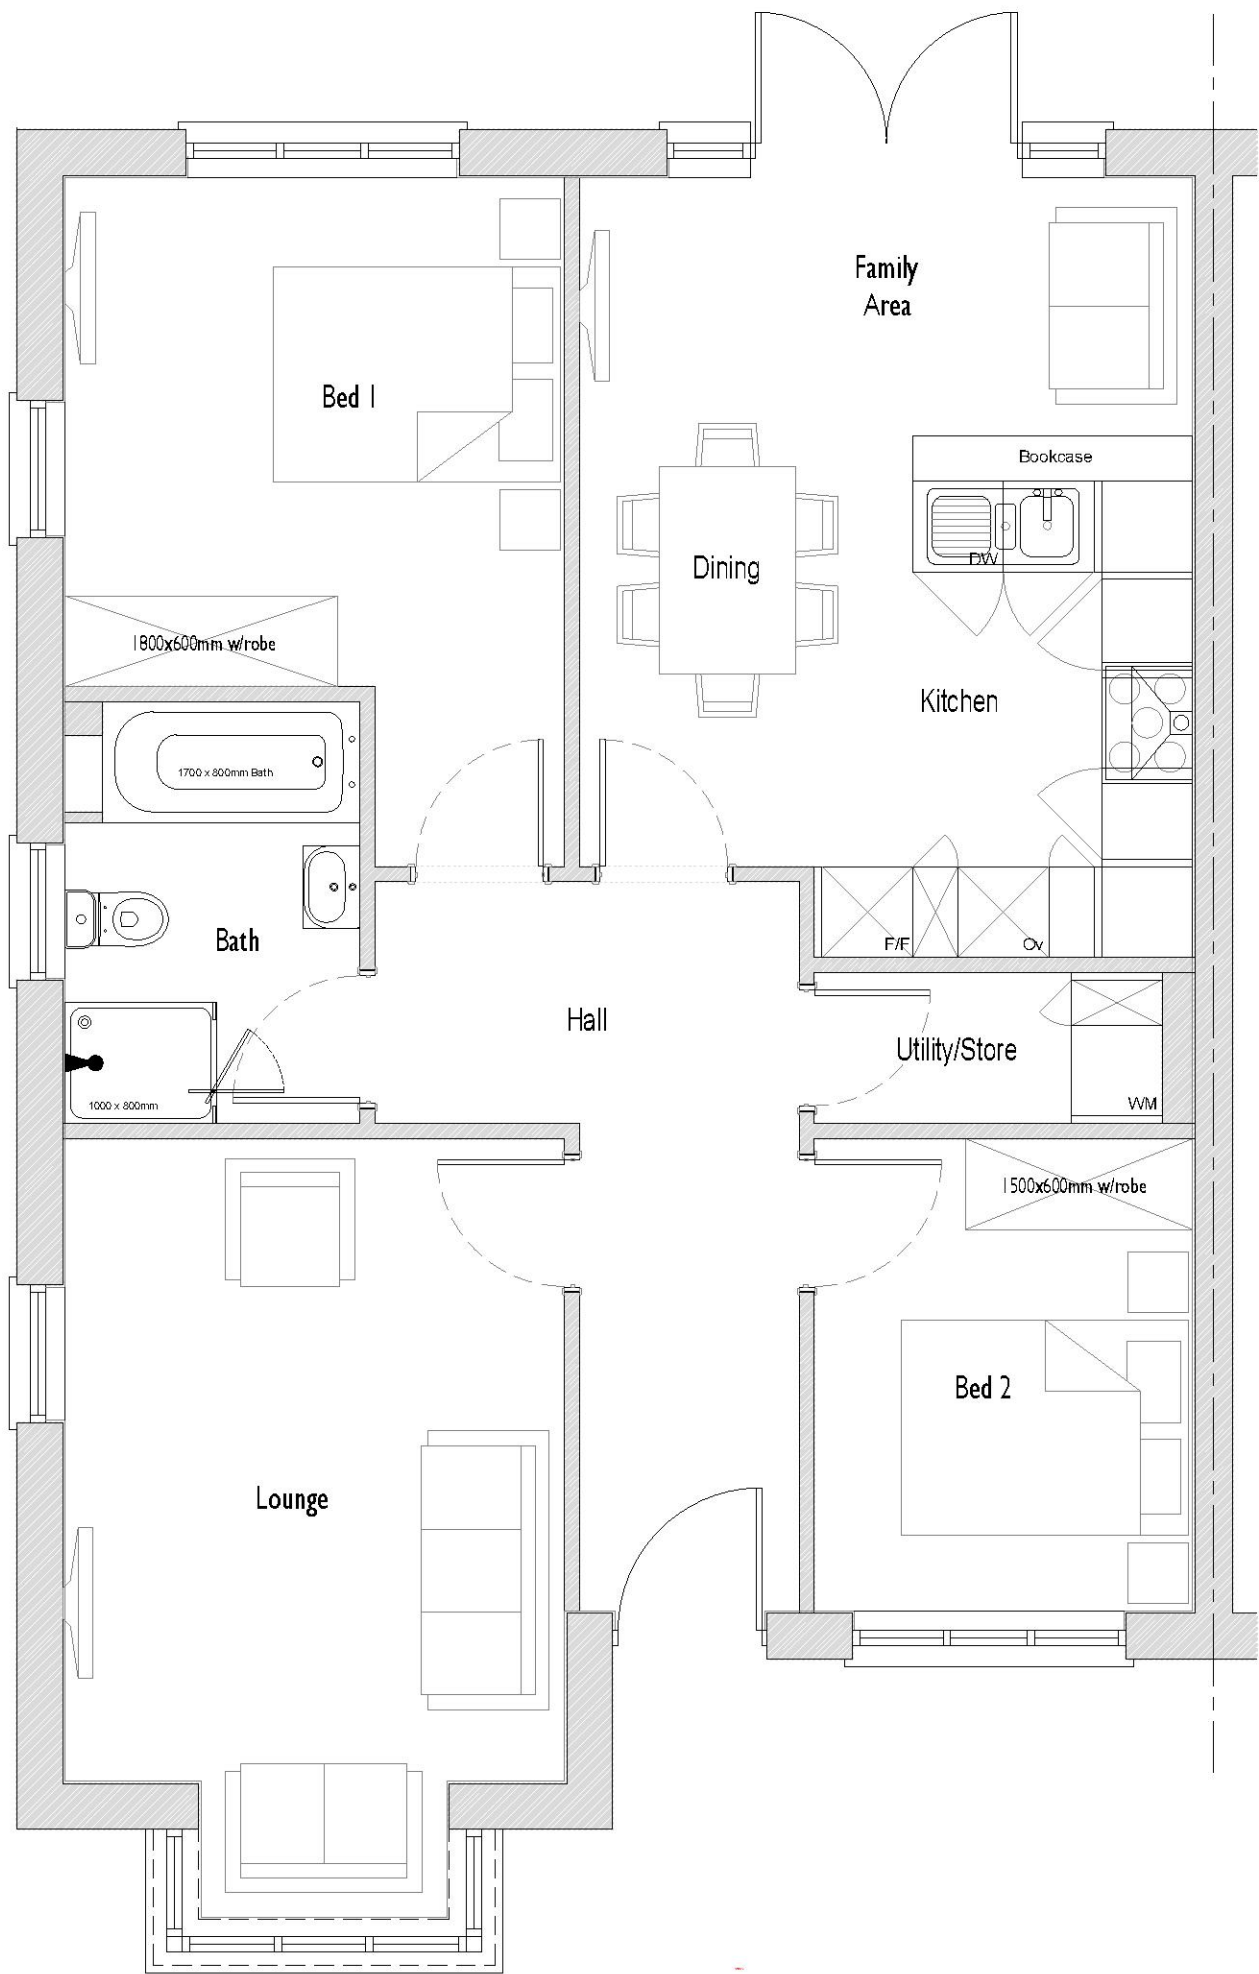 Family
Area
Bed 1
Bookcase
DW
Dining
1800x600mm w/robe
Kitchen
1700 x 800mm Bath
Bath
F/F
Ov
Hall
Utility/Store
1000 x 800mm
WM
1500x600mm w/robe
Bed 2
Lounge